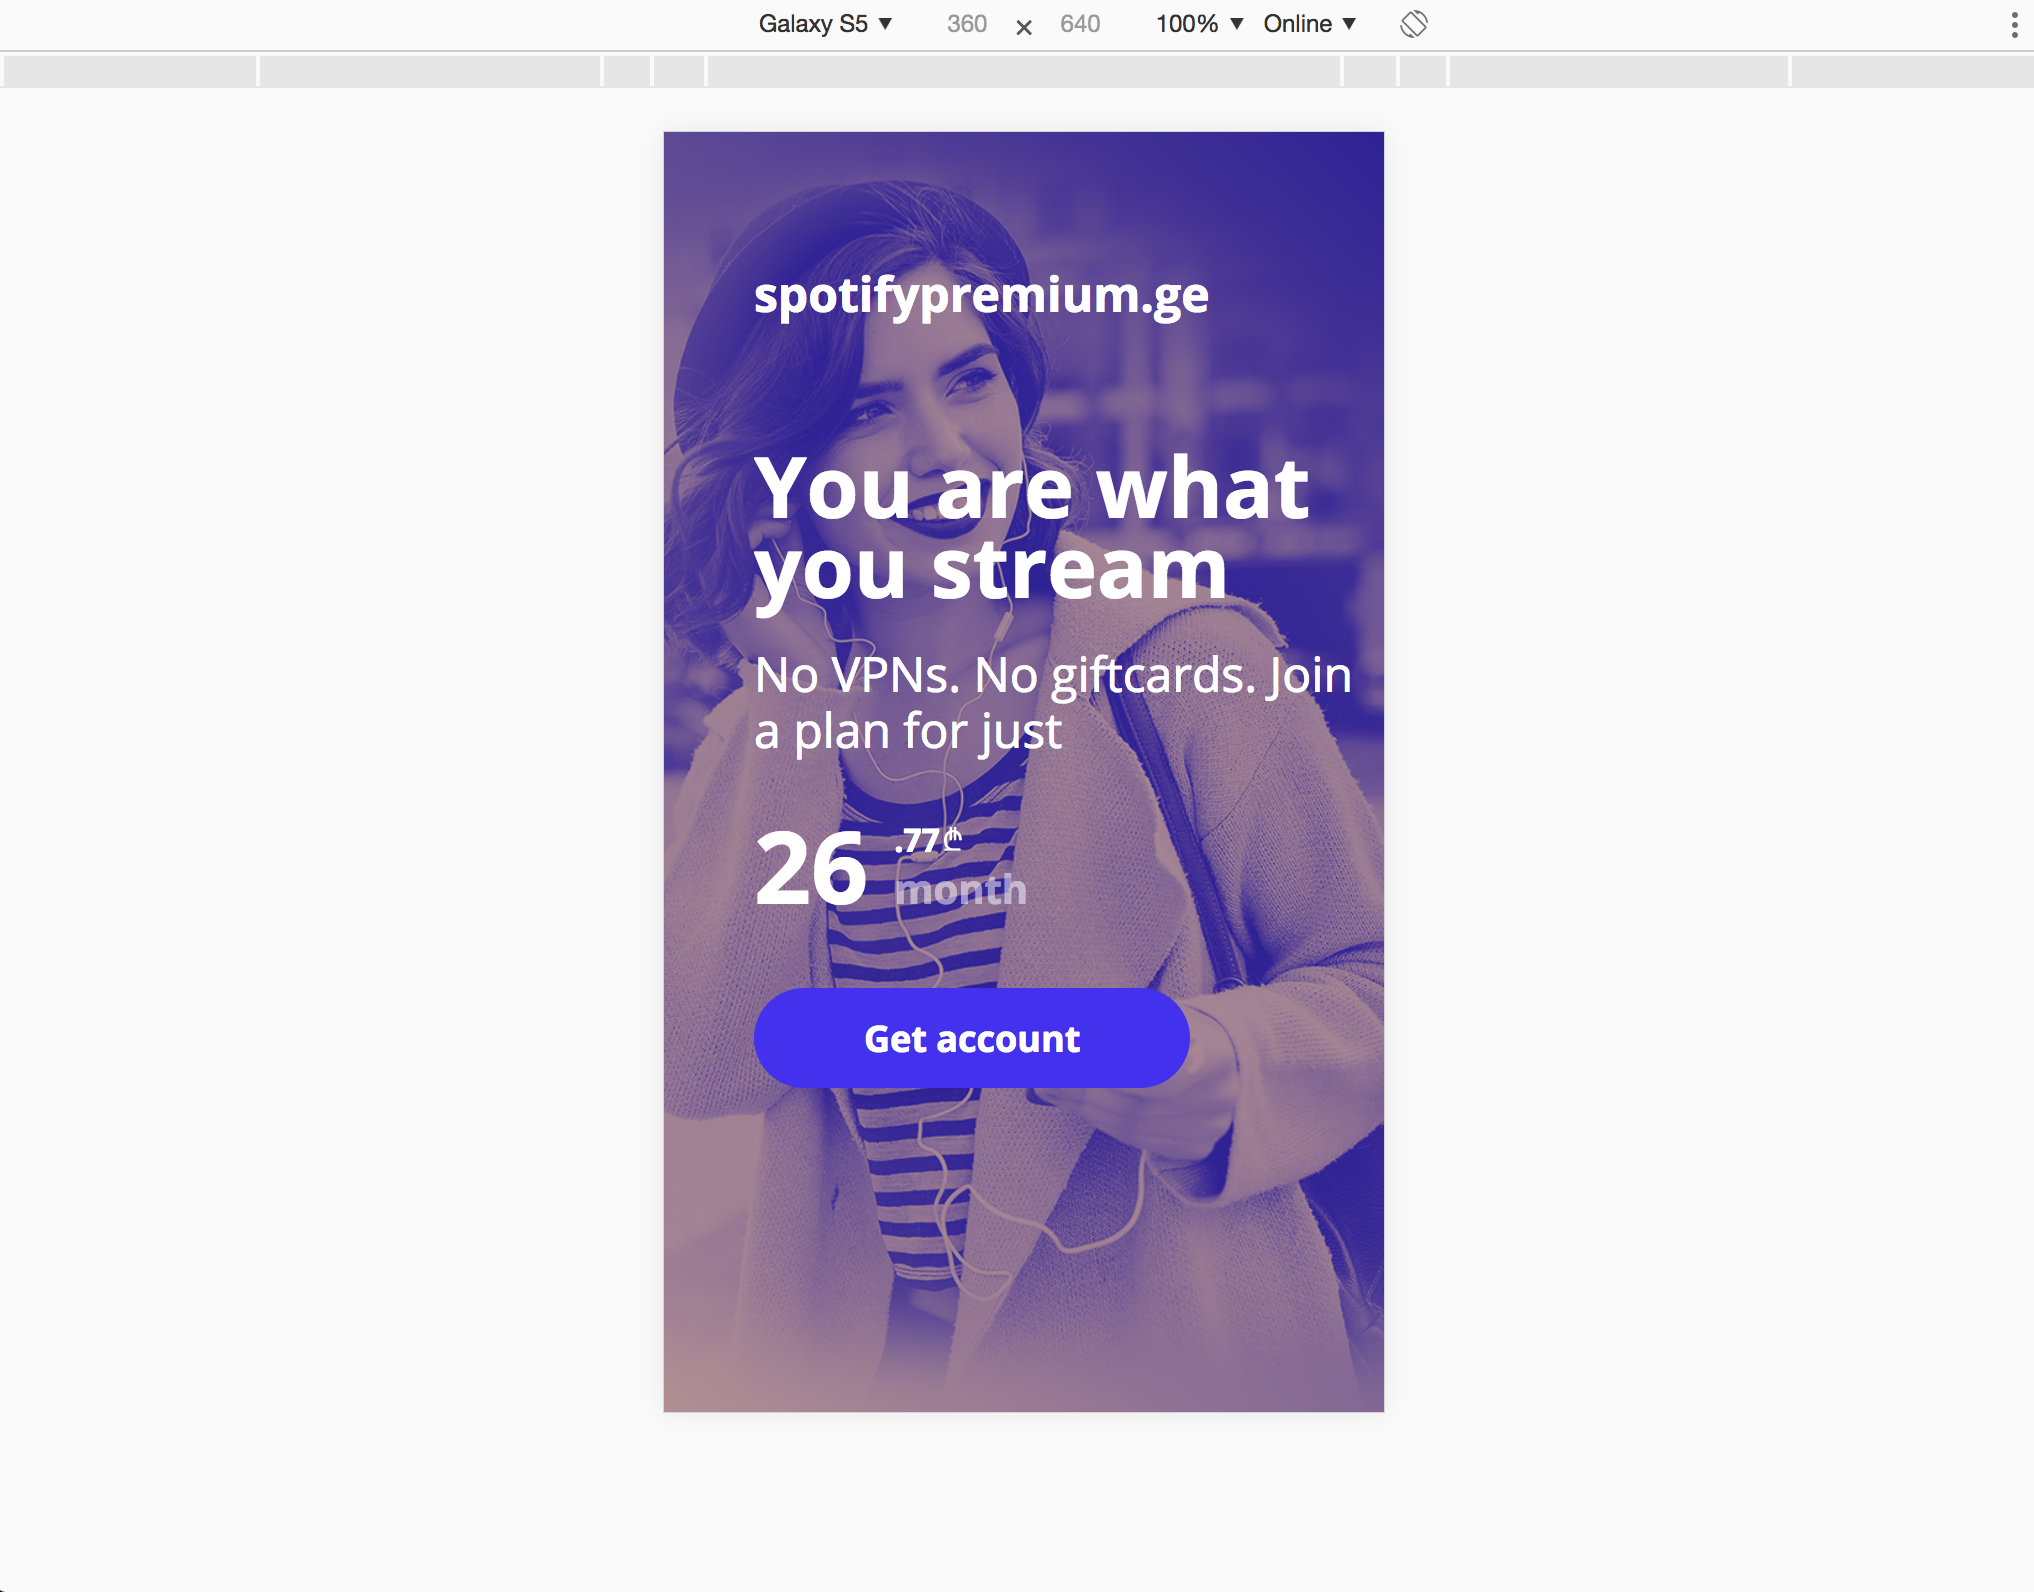 Galaxy S5 ▼ 360 × 640 100% ▼ Online ▼
spotifypremium.ge
You are what
you stream
No VPNs. No giftcards. Join
a plan for just
26 .77₾
month
Get account